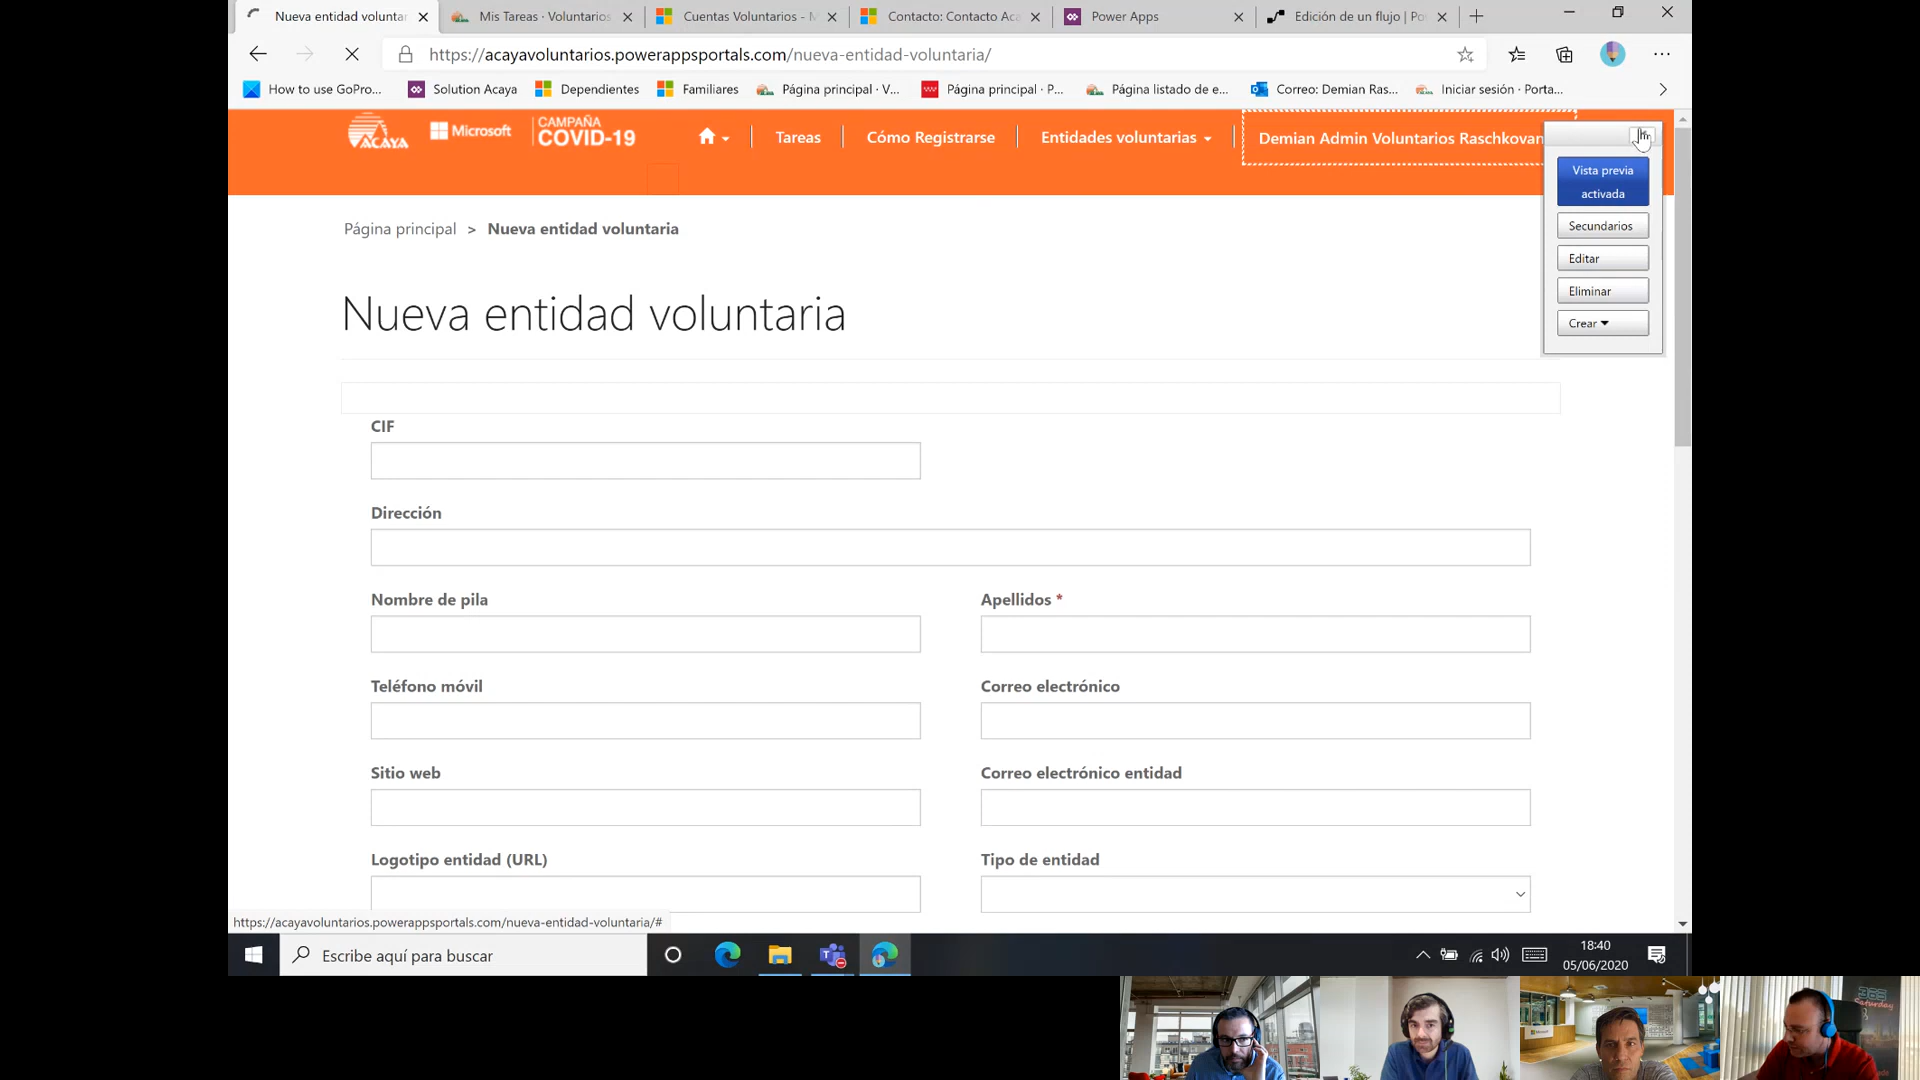 Nueva entidad voluntar
Mis Tareas · Voluntarios
Cuentas Voluntarios - M
Contacto: Contacto Aca
Power Apps
Edición de un flujo | Po
https://acayavoluntarios.powerappsportals.com/nueva-entidad-voluntaria/
How to use GoPro...
Solution Acaya
Dependientes
Familiares
Página principal · V...
Página principal · P...
Página listado de e...
Correo: Demian Ras...
Iniciar sesión · Porta...
ACAYA
Microsoft
CAMPAÑA
COVID-19
Tareas
Cómo Registrarse
Entidades voluntarias
Demian Admin Voluntarios Raschkovan
Vista previa
activada
Secundarios
Editar
Eliminar
Crear
Página principal > Nueva entidad voluntaria
Nueva entidad voluntaria
CIF
Dirección
Nombre de pila
Apellidos *
Teléfono móvil
Correo electrónico
Sitio web
Correo electrónico entidad
Logotipo entidad (URL)
Tipo de entidad
https://acayavoluntarios.powerappsportals.com/nueva-entidad-voluntaria/#
Escribe aquí para buscar
18:40
05/06/2020
365
Saturday